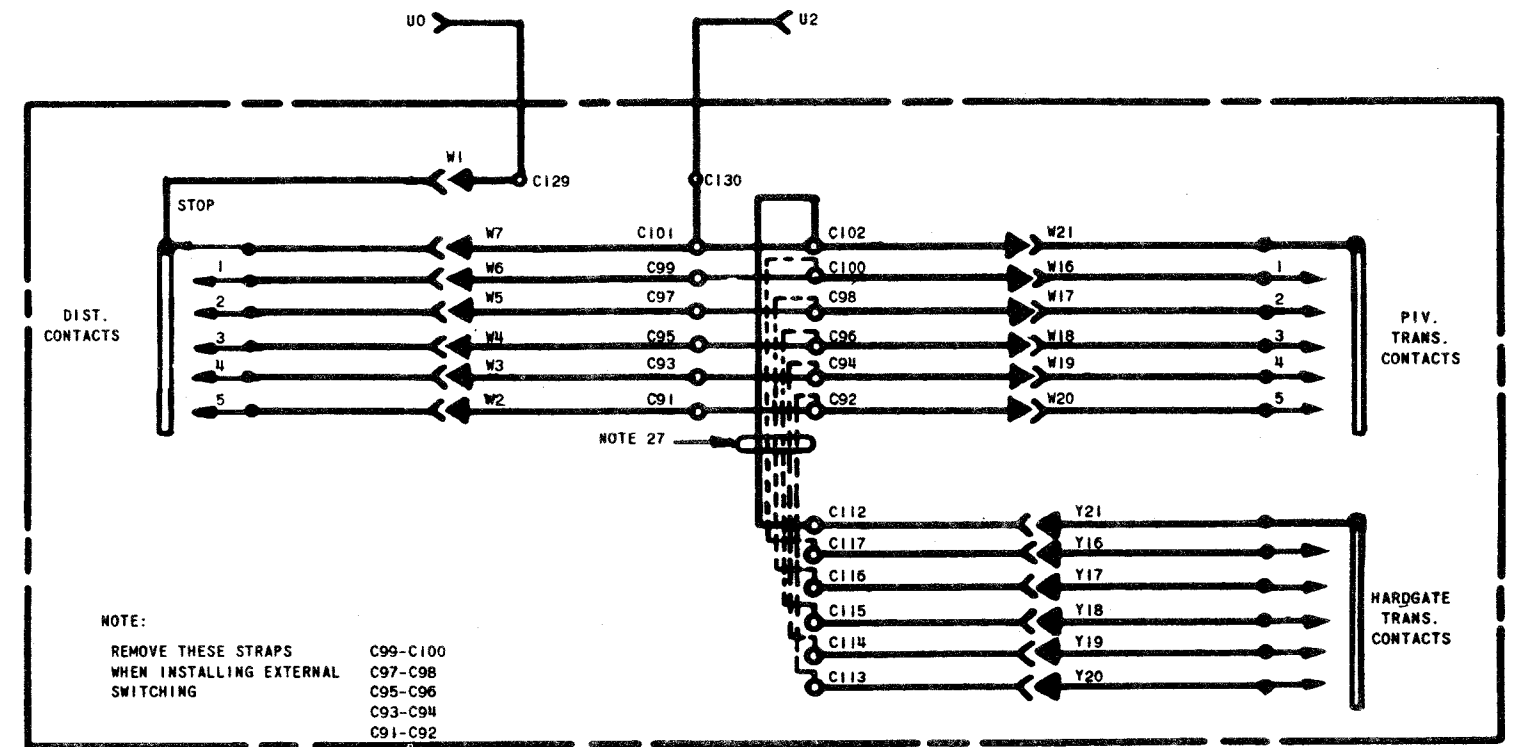 U0
U2
W1
C129
C130
STOP
W7
C101
C102
W21
1
W6
C99
C100
W16
1
2
W5
C97
C98
W17
2
DIST.
CONTACTS
3
W4
C95
C96
W18
3
PIV.
TRANS.
CONTACTS
4
W3
C93
C94
W19
4
5
W2
C91
C92
W20
5
NOTE 27
C112
Y21
C117
Y16
C116
Y17
C115
Y18
C114
Y19
C113
Y20
HARDGATE
TRANS.
CONTACTS
NOTE:
REMOVE THESE STRAPS
WHEN INSTALLING EXTERNAL
SWITCHING
C99-C100
C97-C98
C95-C96
C93-C94
C91-C92